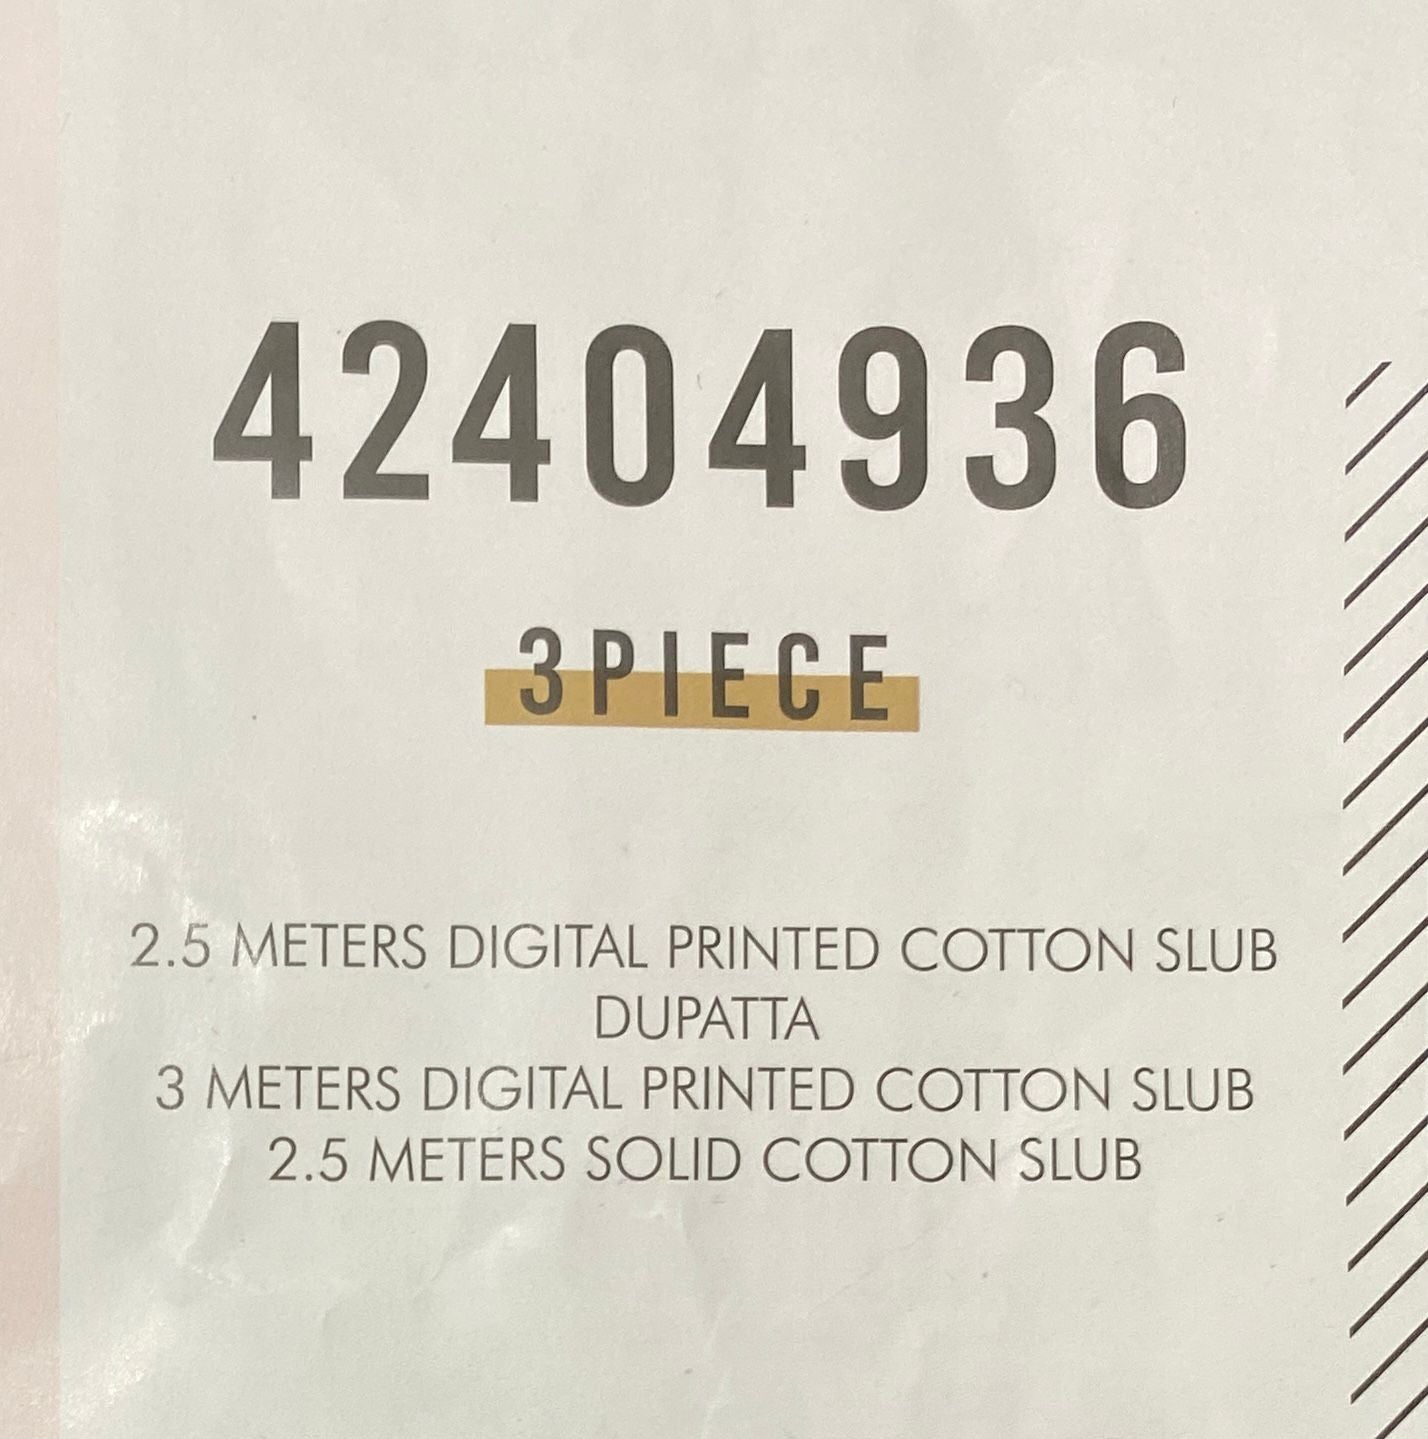 42404936
3PIECE
2.5 METERS DIGITAL PRINTED COTTON SLUB
DUPATTA
3 METERS DIGITAL PRINTED COTTON SLUB
2.5 METERS SOLID COTTON SLUB